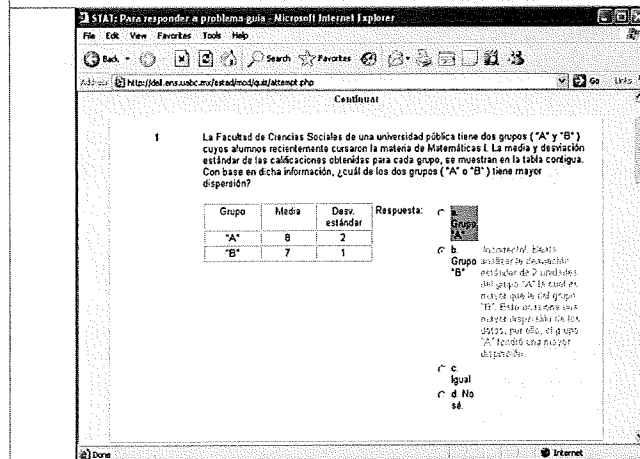 STAT1: Para responder a problema guía - Microsoft Internet Explorer
File Edit View Favorites Tools Help
Back Search Favorites
Address http://del.ens.uabc.mx/estad/mod/quiz/attempt.php Go Links
Continuar
1 La Facultad de Ciencias Sociales de una universidad pública tiene dos grupos ( "A" y "B" )
cuyos alumnos recientemente cursaron la materia de Matemáticas I. La media y desviación
estándar de las calificaciones obtenidas para cada grupo, se muestran en la tabla contigua.
Con base en dicha información, ¿cuál de los dos grupos ( "A" o "B" ) tiene mayor
dispersión?
Grupo Media Desv. estándar
"A" 8 2
"B" 7 1
Respuesta:
a.
Grupo
"A"
b.
Grupo
"B"
analizar la desviación
estándar de 2 unidades
del grupo "A" la cual es
mayor que la del grupo
"B". Esto ocasiona una
mayor dispersión de los
datos, por ello, el grupo
"A" tendrá una mayor
dispersión.
c.
Igual
d. No
sé.
Done Internet